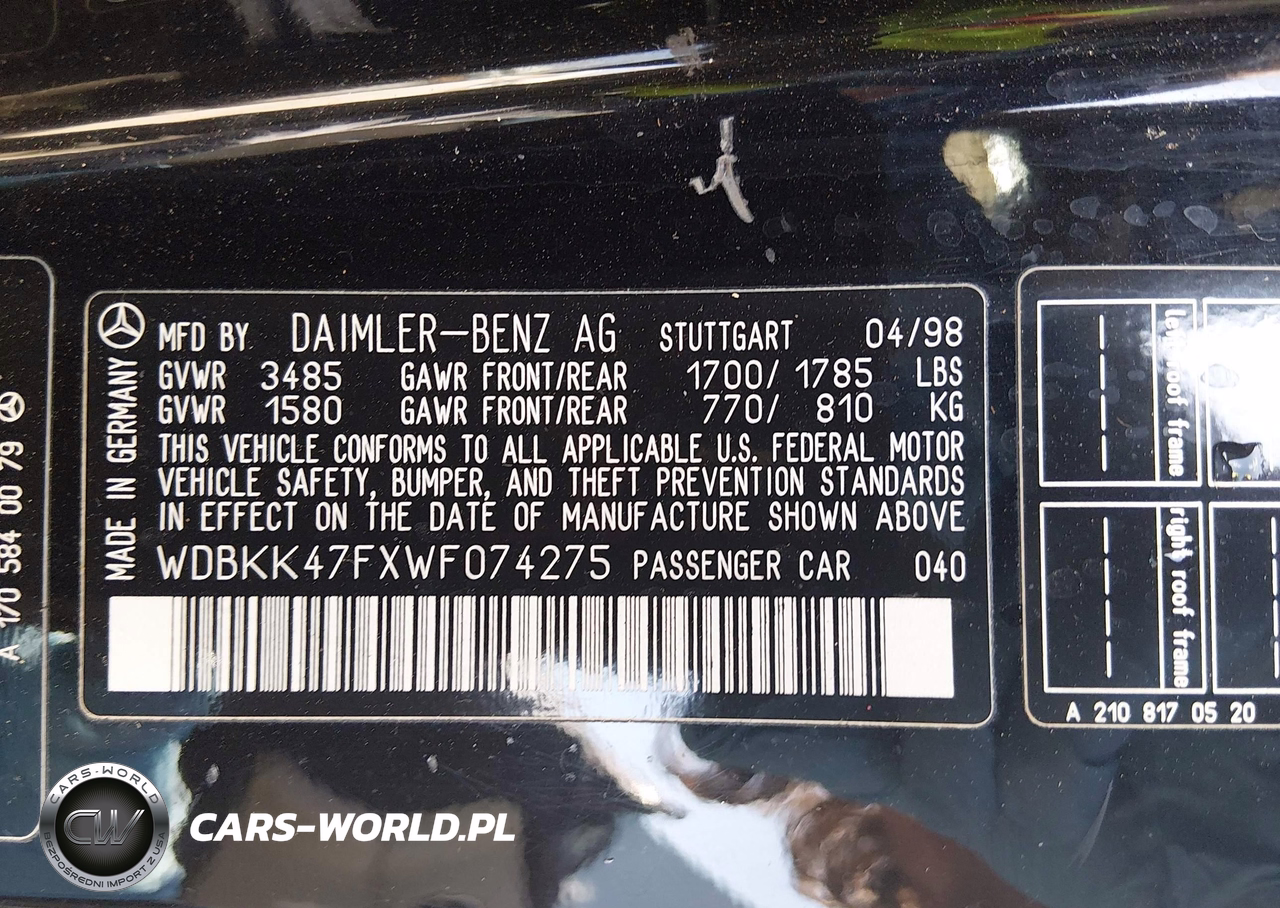 MFD BY DAIMLER-BENZ AG STUTTGART 04/98
GVWR 3485 GAWR FRONT/REAR 1700/ 1785 LBS
GVWR 1580 GAWR FRONT/REAR 770/ 810 KG
THIS VEHICLE CONFORMS TO ALL APPLICABLE U.S. FEDERAL MOTOR
VEHICLE SAFETY, BUMPER, AND THEFT PREVENTION STANDARDS
IN EFFECT ON THE DATE OF MANUFACTURE SHOWN ABOVE
WDBKK47FXWF074275 PASSENGER CAR 040
MADE IN GERMANY
A 170 584 00 79
left roof frame
right roof frame
A 210 817 05 20
CARS-WORLD
CW
BEZPOŚREDNI IMPORT Z USA
CARS-WORLD.PL